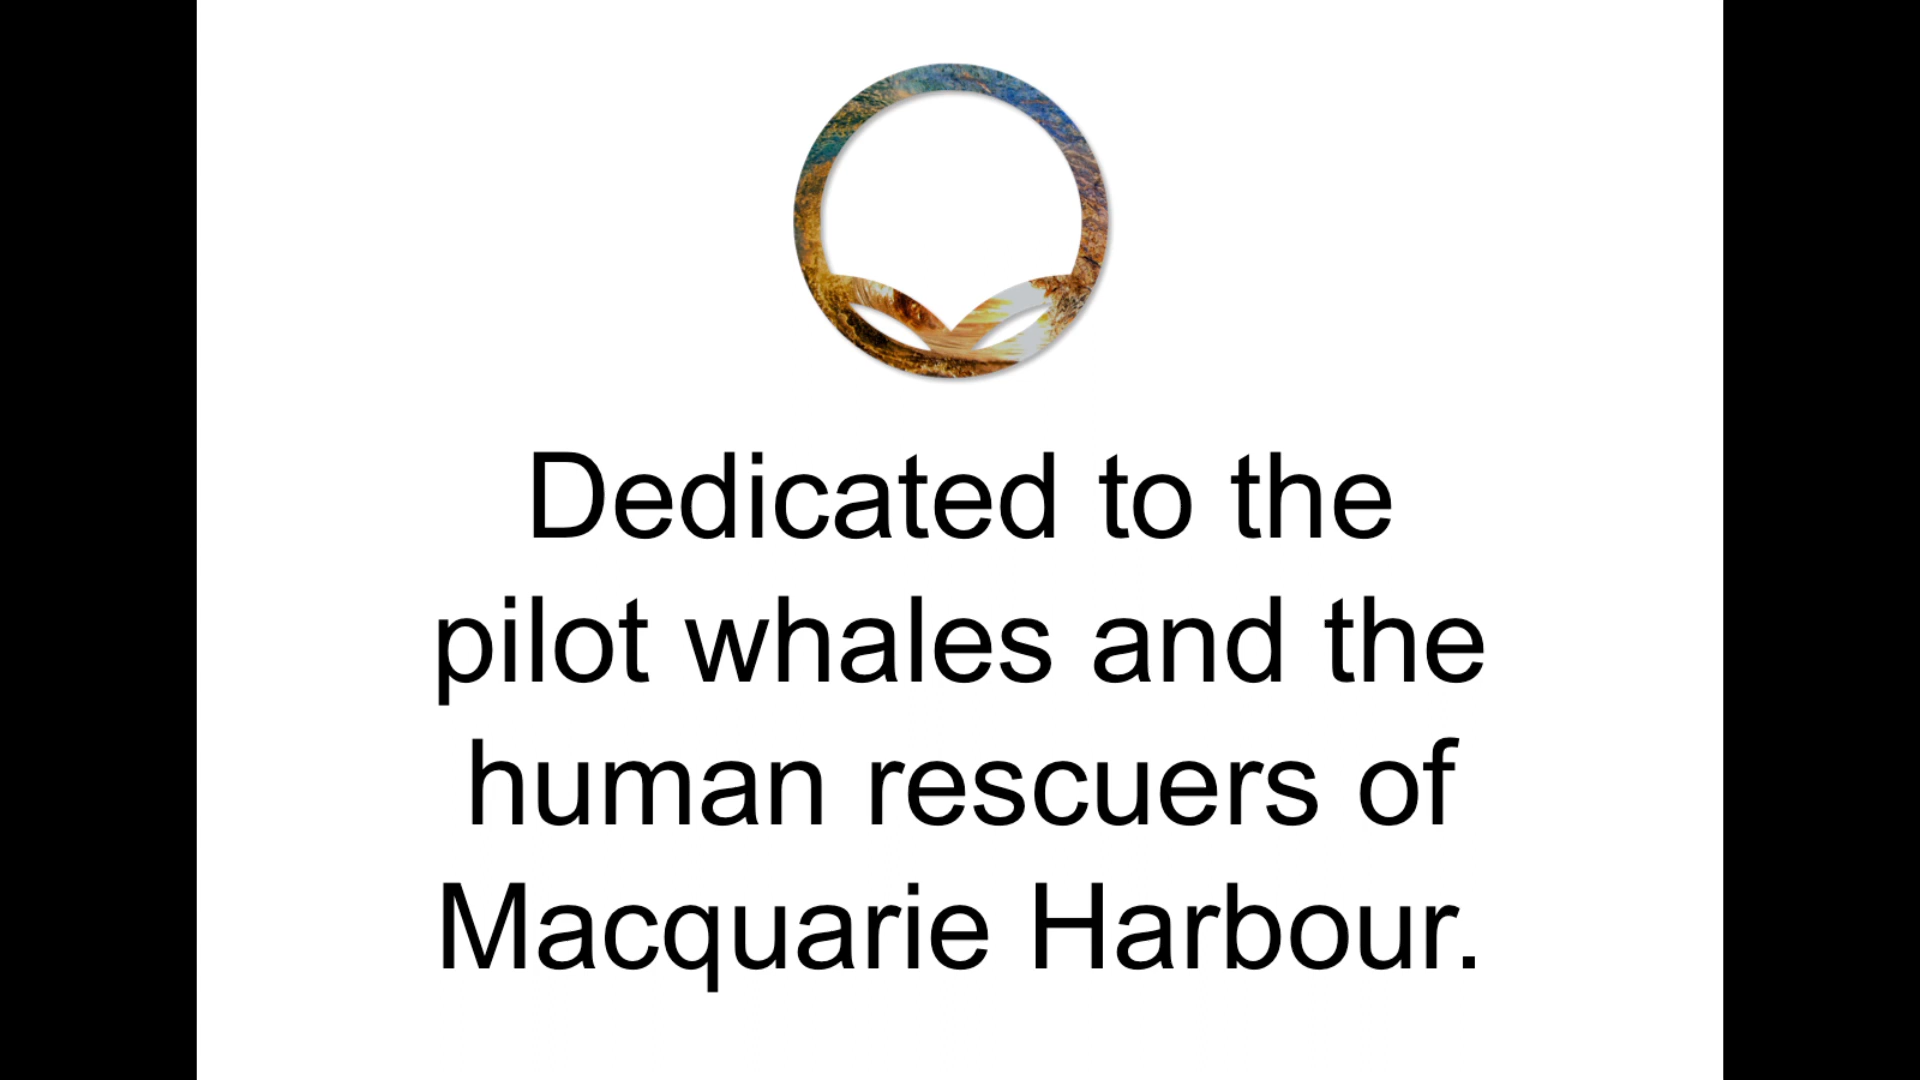 Dedicated to the
pilot whales and the
human rescuers of
Macquarie Harbour.